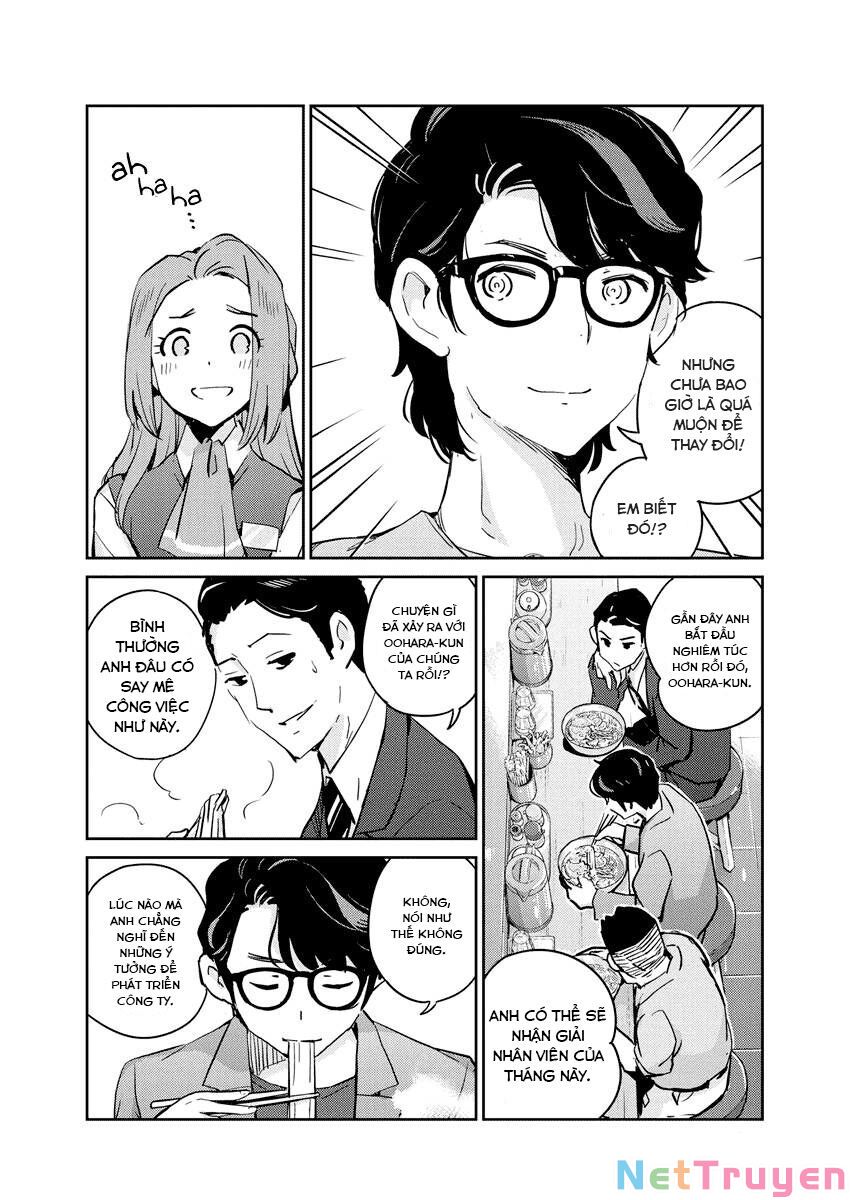 NHƯNG
CHƯA BAO
GIỜ LÀ QUÁ
MUỘN ĐỂ
THAY ĐỔI!
EM BIẾT
ĐÓ!?
ah
ha
ha
...
GẦN ĐÂY ANH
BẮT ĐẦU
NGHIÊM TÚC
HƠN RỒI ĐÓ,
OOHARA-KUN.
ANH CÓ THỂ SẼ
NHẬN GIẢI
NHÂN VIÊN CỦA
THÁNG NÀY.
CHUYỆN GÌ
ĐÃ XẢY RA VỚI
OOHARA-KUN
CỦA CHÚNG
TA RỒI!?
BÌNH
THƯỜNG
ANH ĐÂU CÓ
SAY MÊ
CÔNG VIỆC
NHƯ NÀY.
KHÔNG,
NÓI NHƯ
THẾ KHÔNG
ĐÚNG.
LÚC NÀO MÀ
ANH CHẲNG
NGHĨ ĐẾN
NHỮNG Ý
TƯỞNG ĐỂ
PHÁT TRIỂN
CÔNG TY.
NetTruyen